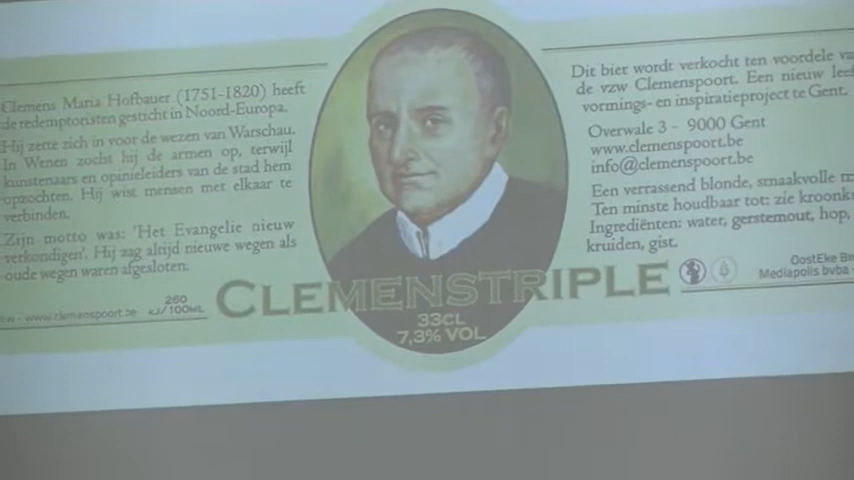 Clemens Maria Hofbauer (1751-1820) heeft
de redemptoristen gesticht in Noord-Europa.
Hij zette zich in voor de wezen van Warschau.
In Wenen zocht hij de armen op, terwijl
kunstenaars en opinieleiders van de stad hem
opzochten. Hij wist mensen met elkaar te
verbinden.
Zijn motto was: 'Het Evangelie nieuw
verkondigen'. Hij zag altijd nieuwe wegen als
oude wegen waren afgesloten.
www.clemenspoort.be
260
KJ/100ML
CLEMENSTRIPLE
33CL
7,3% VOL
Dit bier wordt verkocht ten voordele
de vzw Clemenspoort. Een nieuw
vormings- en inspiratieproject te Gent.
Overwale 3 - 9000 Gent
www.clemenspoort.be
info@clemenspoort.be
Een verrassend blonde, smaakvolle
Ten minste houdbaar tot: zie
Ingrediënten: water, gerstemout, hop,
kruiden, gist.
OostEke
Mediapolis bvba